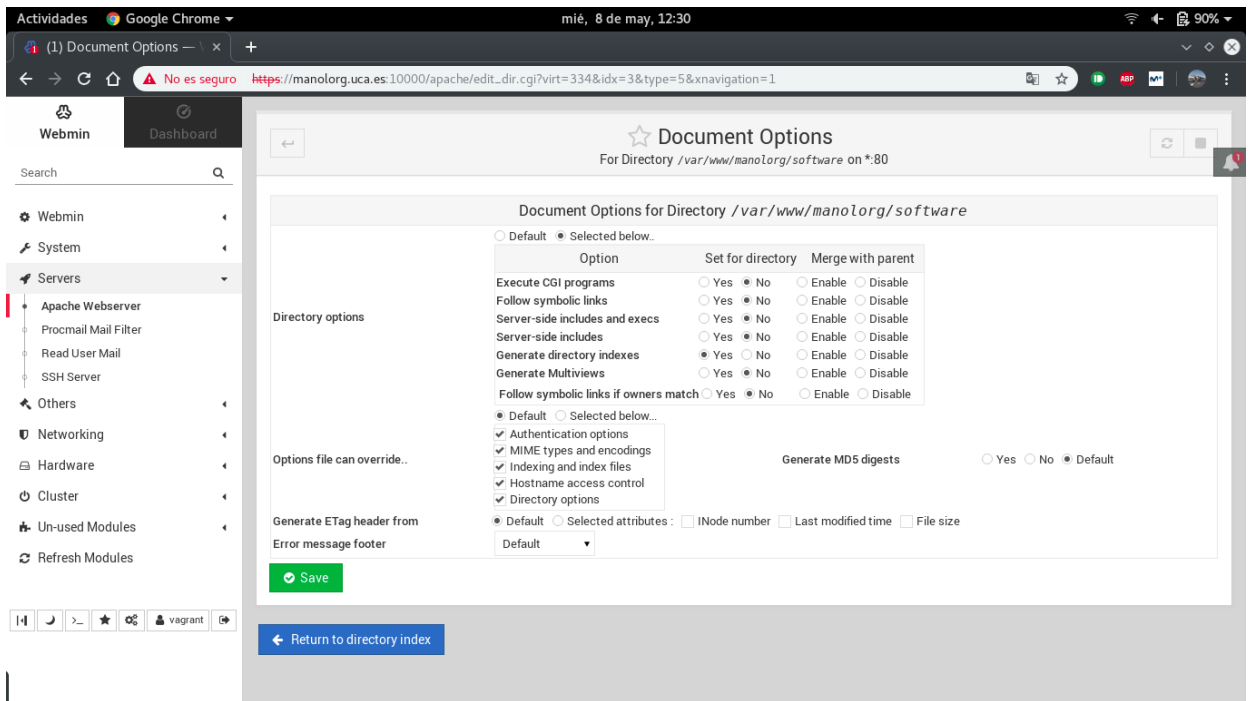 Actividades Google Chrome mié, 8 de may, 12:30 90%
(1) Document Options —
No es seguro https://manolorg.uca.es:10000/apache/edit_dir.cgi?virt=334&idx=3&type=5&xnavigation=1 ABP
Webmin Dashboard
Search
Webmin
System
Servers
Apache Webserver
Procmail Mail Filter
Read User Mail
SSH Server
Others
Networking
Hardware
Cluster
Un-used Modules
Refresh Modules
vagrant
Document Options
For Directory /var/www/manolorg/software on *:80
1
Document Options for Directory /var/www/manolorg/software
Directory options
Default Selected below..
Option Set for directory Merge with parent
Execute CGI programs Yes No Enable Disable
Follow symbolic links Yes No Enable Disable
Server-side includes and execs Yes No Enable Disable
Server-side includes Yes No Enable Disable
Generate directory indexes Yes No Enable Disable
Generate Multiviews Yes No Enable Disable
Follow symbolic links if owners match Yes No Enable Disable
Options file can override..
Default Selected below...
Authentication options
MIME types and encodings
Indexing and index files
Hostname access control
Directory options
Generate MD5 digests Yes No Default
Generate ETag header from Default Selected attributes : INode number Last modified time File size
Error message footer Default
Save
Return to directory index